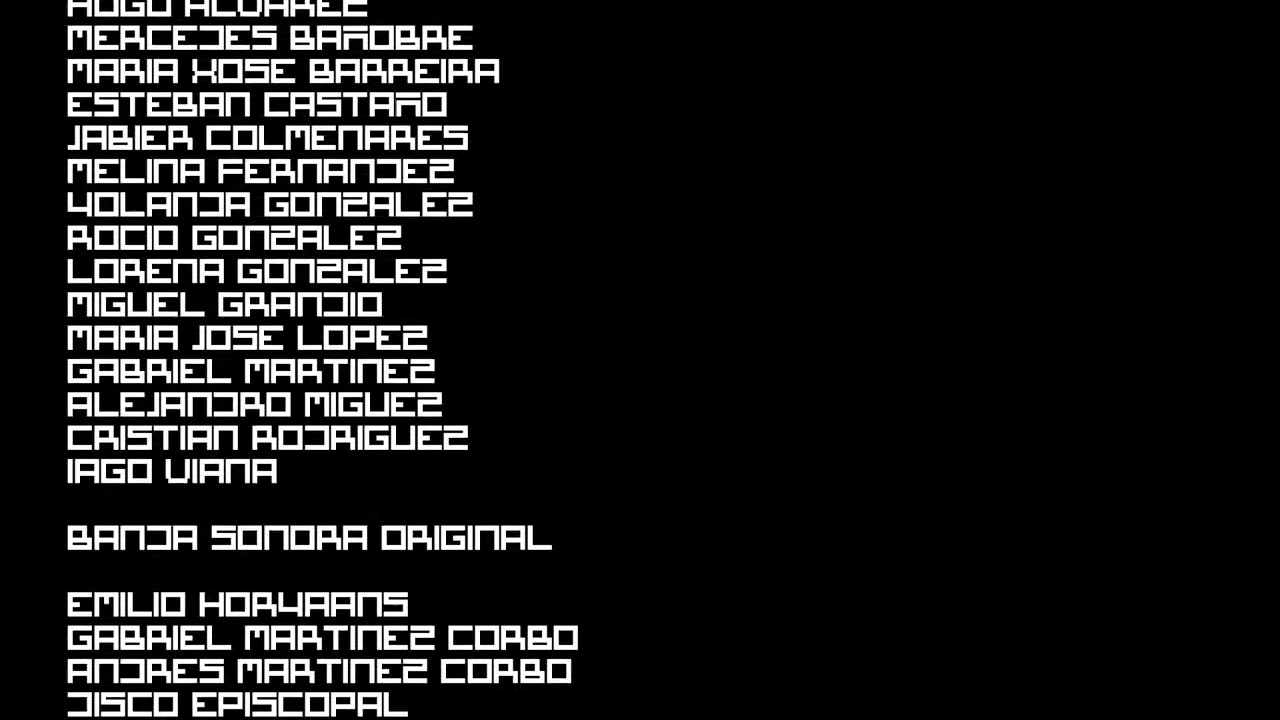 HUGO ALVAREZ
MERCEDES BAÑOBRE
MARIA XOSE BARREIRA
ESTEBAN CASTAÑO
JABIER COLMENARES
MELINA FERNANDEZ
YOLANDA GONZALEZ
ROCIO GONZALEZ
LORENA GONZALEZ
MIGUEL GRANDIO
MARIA JOSE LOPEZ
GABRIEL MARTINEZ
ALEJANDRO MIGUEZ
CRISTIAN RODRIGUEZ
IAGO VIANA
BANDA SONORA ORIGINAL
EMILIO HORYAANS
GABRIEL MARTINEZ CORBO
ANDRES MARTINEZ CORBO
DISCO EPISCOPAL